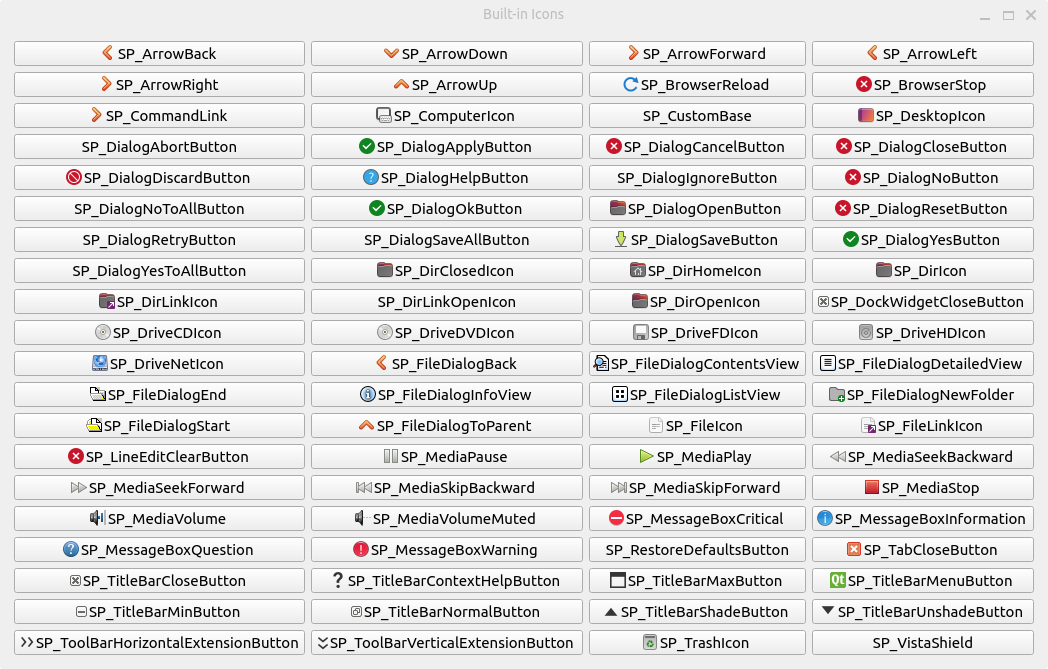 Built-in Icons
SP_ArrowBack SP_ArrowDown SP_ArrowForward SP_ArrowLeft
SP_ArrowRight SP_ArrowUp SP_BrowserReload SP_BrowserStop
SP_CommandLink SP_ComputerIcon SP_CustomBase SP_DesktopIcon
SP_DialogAbortButton SP_DialogApplyButton SP_DialogCancelButton SP_DialogCloseButton
SP_DialogDiscardButton SP_DialogHelpButton SP_DialogIgnoreButton SP_DialogNoButton
SP_DialogNoToAllButton SP_DialogOkButton SP_DialogOpenButton SP_DialogResetButton
SP_DialogRetryButton SP_DialogSaveAllButton SP_DialogSaveButton SP_DialogYesButton
SP_DialogYesToAllButton SP_DirClosedIcon SP_DirHomeIcon SP_DirIcon
SP_DirLinkIcon SP_DirLinkOpenIcon SP_DirOpenIcon SP_DockWidgetCloseButton
SP_DriveCDIcon SP_DriveDVDIcon SP_DriveFDIcon SP_DriveHDIcon
SP_DriveNetIcon SP_FileDialogBack SP_FileDialogContentsView SP_FileDialogDetailedView
SP_FileDialogEnd SP_FileDialogInfoView SP_FileDialogListView SP_FileDialogNewFolder
SP_FileDialogStart SP_FileDialogToParent SP_FileIcon SP_FileLinkIcon
SP_LineEditClearButton SP_MediaPause SP_MediaPlay SP_MediaSeekBackward
SP_MediaSeekForward SP_MediaSkipBackward SP_MediaSkipForward SP_MediaStop
SP_MediaVolume SP_MediaVolumeMuted SP_MessageBoxCritical SP_MessageBoxInformation
SP_MessageBoxQuestion SP_MessageBoxWarning SP_RestoreDefaultsButton SP_TabCloseButton
SP_TitleBarCloseButton SP_TitleBarContextHelpButton SP_TitleBarMaxButton Qt SP_TitleBarMenuButton
SP_TitleBarMinButton SP_TitleBarNormalButton SP_TitleBarShadeButton SP_TitleBarUnshadeButton
SP_ToolBarHorizontalExtensionButton SP_ToolBarVerticalExtensionButton SP_TrashIcon SP_VistaShield